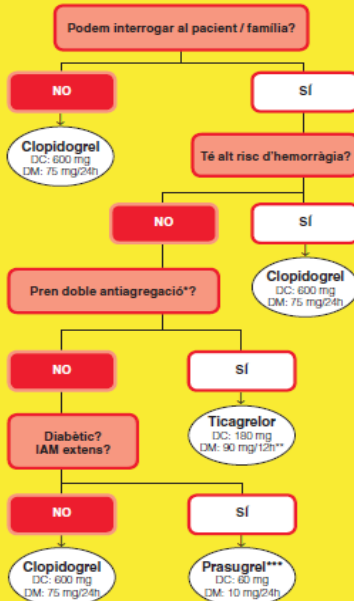 Podem interrogar al pacient / família?
NO
SÍ
Clopidogrel
DC: 600 mg
DM: 75 mg/24h
Té alt risc d'hemorràgia?
NO
SÍ
Clopidogrel
DC: 600 mg
DM: 75 mg/24h
Pren doble antiagregació*?
NO
SÍ
Ticagrelor
DC: 180 mg
DM: 90 mg/12h**
Diabètic?
IAM extens?
NO
SÍ
Clopidogrel
DC: 600 mg
DM: 75 mg/24h
Prasugrel***
DC: 60 mg
DM: 10 mg/24h